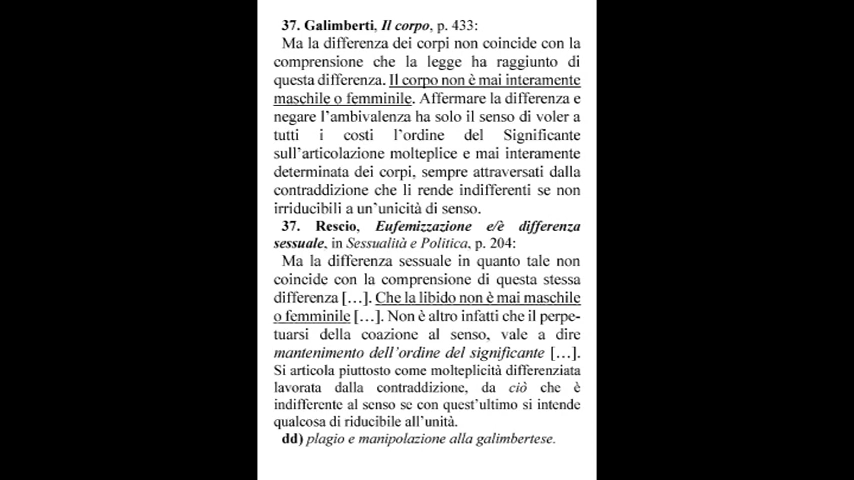 37. Galimberti, Il corpo, p. 433:
Ma la differenza dei corpi non coincide con la
comprensione che la legge ha raggiunto di
questa differenza. Il corpo non è mai interamente
maschile o femminile. Affermare la differenza e
negare l'ambivalenza ha solo il senso di voler a
tutti i costi l'ordine del Significante
sull'articolazione molteplice e mai interamente
determinata dei corpi, sempre attraversati dalla
contraddizione che li rende indifferenti se non
irriducibili a un'unicità di senso.
37. Rescio, Eufemizzazione e/è differenza
sessuale, in Sessualità e Politica, p. 204:
Ma la differenza sessuale in quanto tale non
coincide con la comprensione di questa stessa
differenza […]. Che la libido non è mai maschile
o femminile […]. Non è altro infatti che il perpe-
tuarsi della coazione al senso, vale a dire
mantenimento dell'ordine del significante […].
Si articola piuttosto come molteplicità differenziata
lavorata dalla contraddizione, da ciò che è
indifferente al senso se con quest'ultimo si intende
qualcosa di riducibile all'unità.
dd) plagio e manipolazione alla galimbertese.